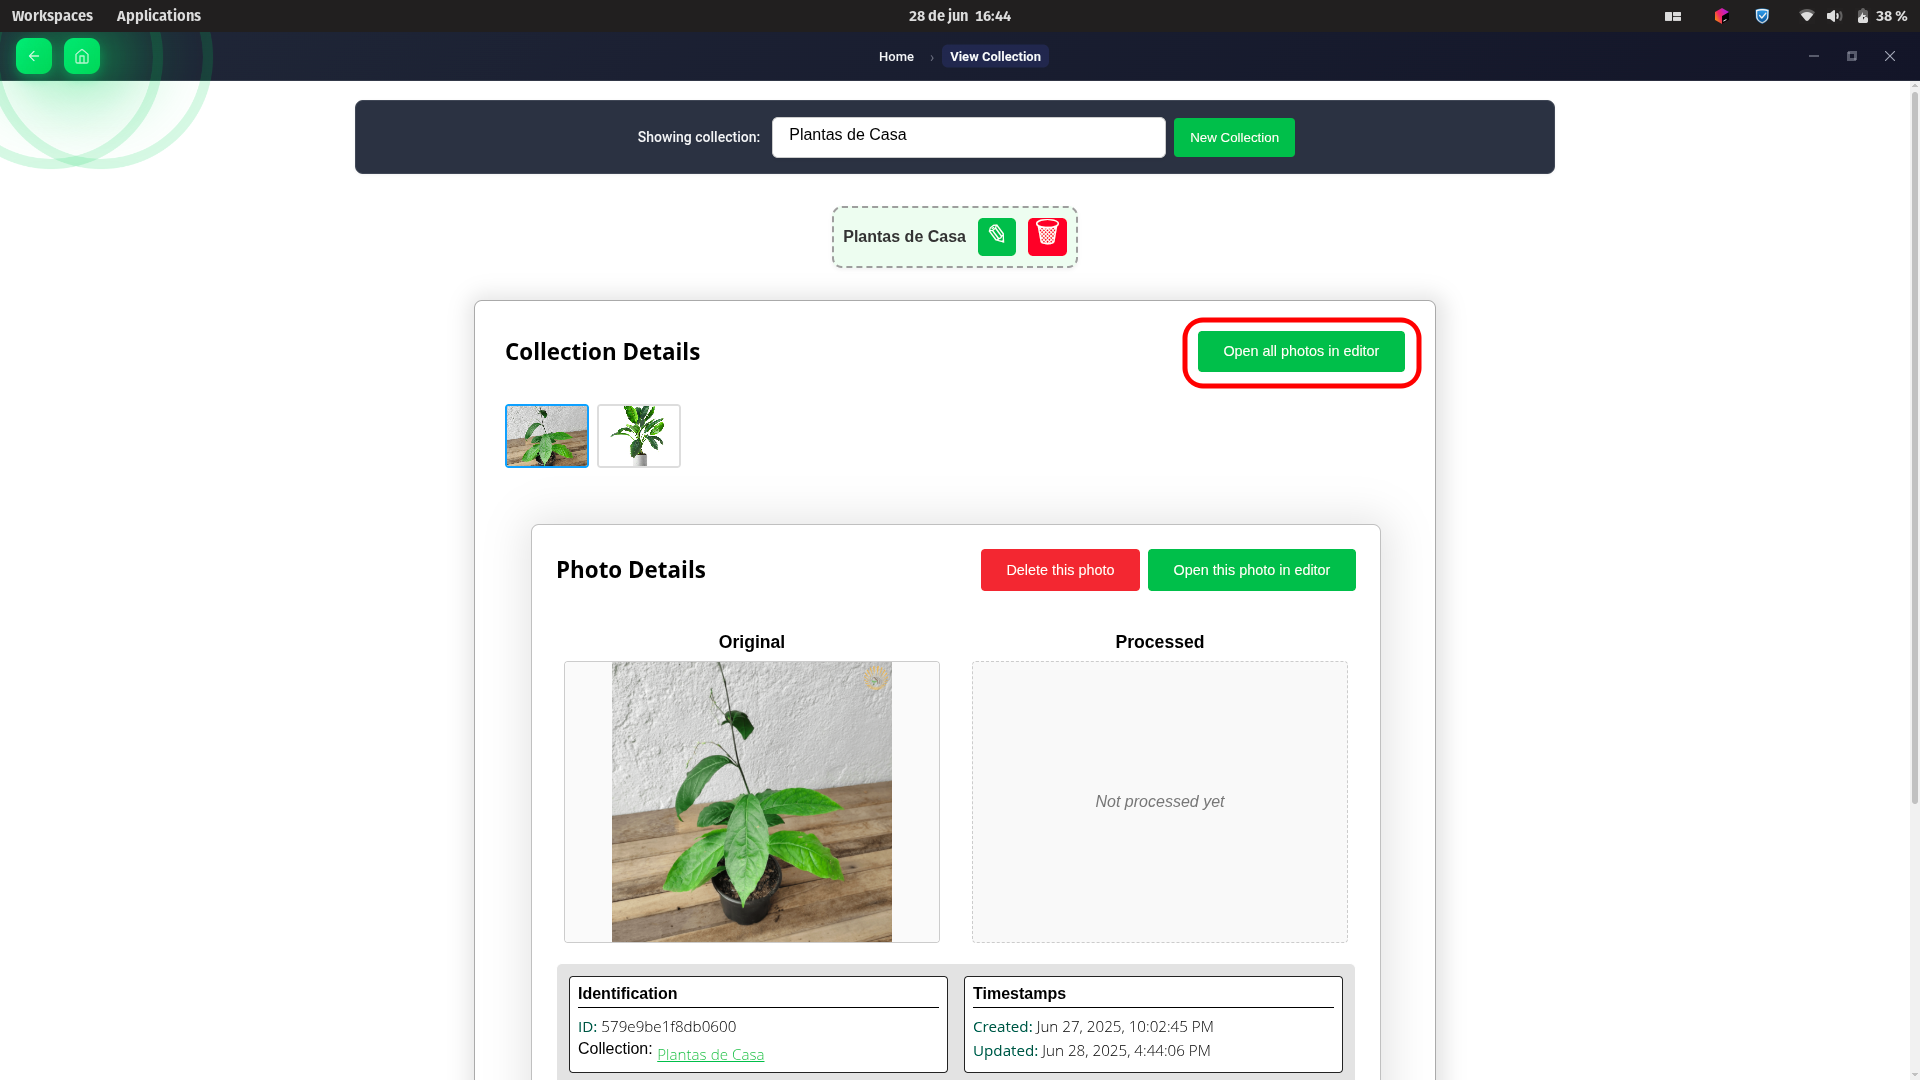 Workspaces Applications 28 de jun 16:44 38 %
Home › View Collection
Showing collection: Plantas de Casa New Collection
Plantas de Casa
Collection Details Open all photos in editor
Photo Details Delete this photo Open this photo in editor
Original Processed
Not processed yet
Identification
ID: 579e9be1f8db0600
Collection: Plantas de Casa
Timestamps
Created: Jun 27, 2025, 10:02:45 PM
Updated: Jun 28, 2025, 4:44:06 PM